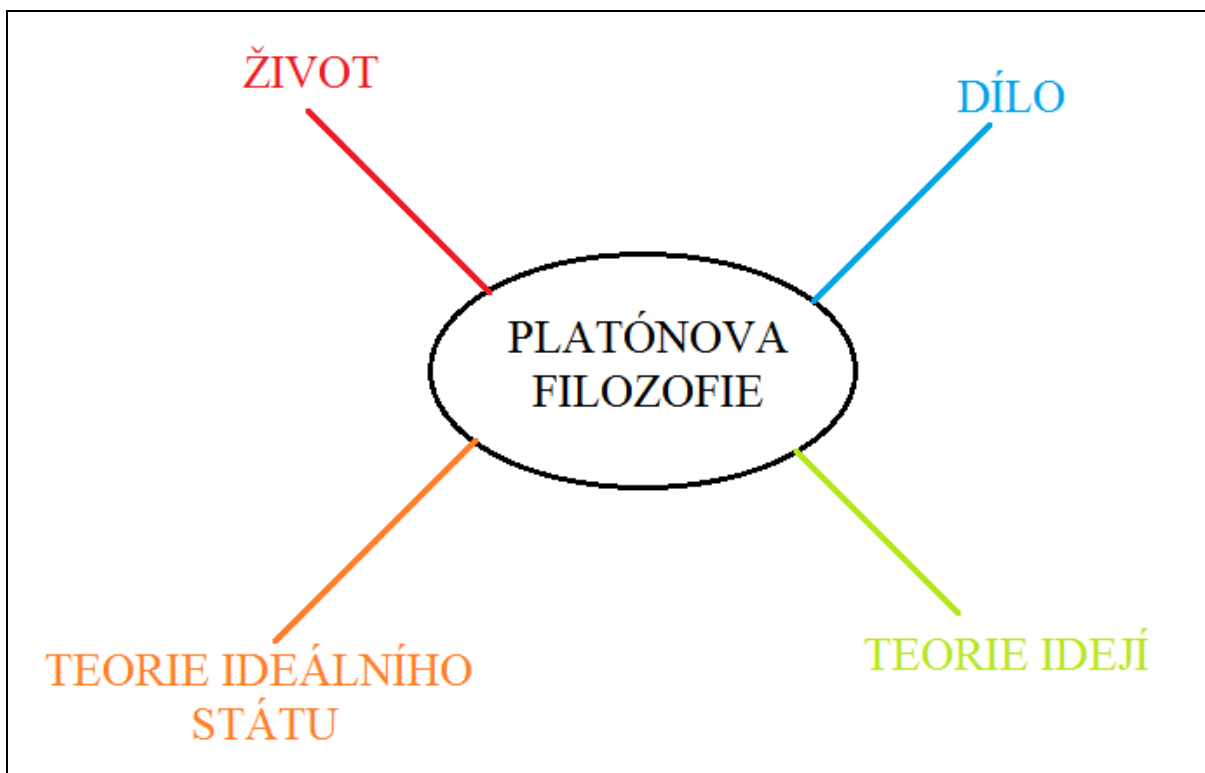 ŽIVOT
DÍLO
PLATÓNOVA
FILOZOFIE
TEORIE IDEÁLNÍHO
STÁTU
TEORIE IDEJÍ